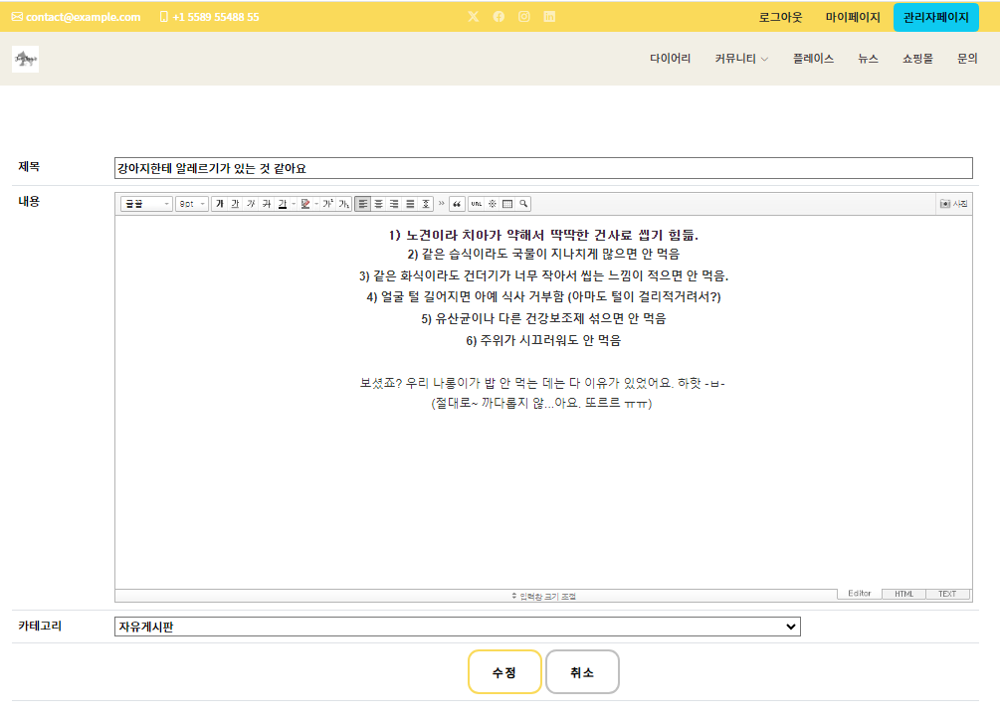 contact@example.com +1 5589 55488 55 로그아웃 마이페이지 관리자페이지
다이어리 커뮤니티 플레이스 뉴스 쇼핑몰 문의
제목 강아지한테 알레르기가 있는 것 같아요
내용
굴림 9pt 가 가 가 가 가 가² 가₂ URL 사진
1) 노견이라 치아가 약해서 딱딱한 건사료 씹기 힘듦.
2) 같은 습식이라도 국물이 지나치게 많으면 안 먹음
3) 같은 화식이라도 건더기가 너무 작아서 씹는 느낌이 적으면 안 먹음.
4) 얼굴 털 길어지면 아예 식사 거부함 (아마도 털이 걸리적거려서?)
5) 유산균이나 다른 건강보조제 섞으면 안 먹음
6) 주위가 시끄러워도 안 먹음
보셨죠? 우리 나롱이가 밥 안 먹는 데는 다 이유가 있었어요. 하핫 -ㅂ-
(절대로~ 까다롭지 않...아요. 또르르 ㅠㅠ)
입력창 크기 조절 Editor HTML TEXT
카테고리 자유게시판
수정 취소